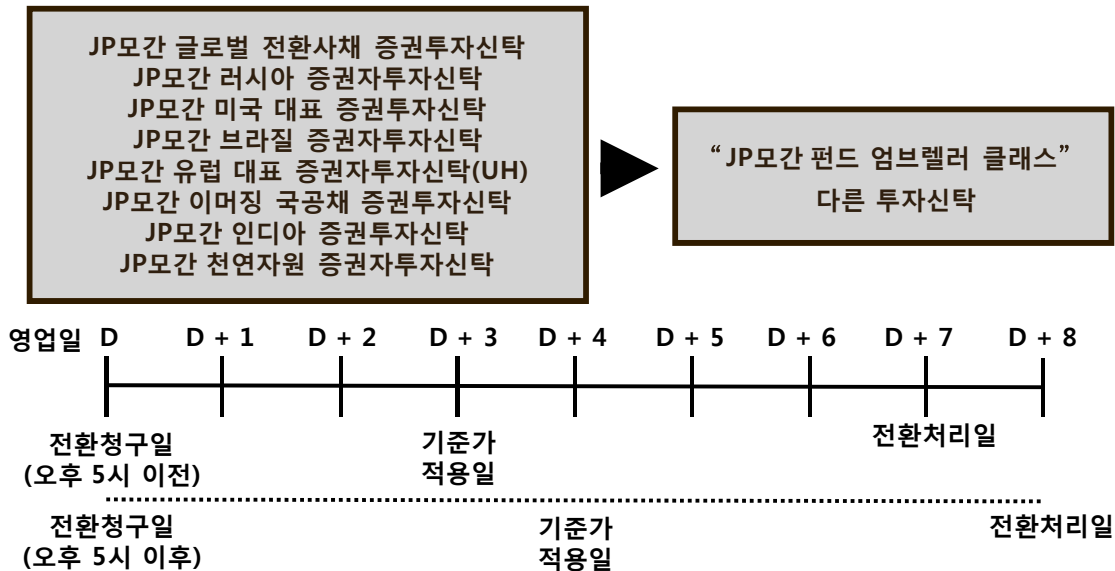 JP모간 글로벌 전환사채 증권투자신탁
JP모간 러시아 증권자투자신탁
JP모간 미국 대표 증권투자신탁
JP모간 브라질 증권자투자신탁
JP모간 유럽 대표 증권자투자신탁(UH)
JP모간 이머징 국공채 증권투자신탁
JP모간 인디아 증권투자신탁
JP모간 천연자원 증권자투자신탁
“JP모간 펀드 엄브렐러 클래스”
다른 투자신탁
영업일 D D + 1 D + 2 D + 3 D + 4 D + 5 D + 6 D + 7 D + 8
전환청구일 기준가 전환처리일
(오후 5시 이전) 적용일
전환청구일 기준가 전환처리일
(오후 5시 이후) 적용일